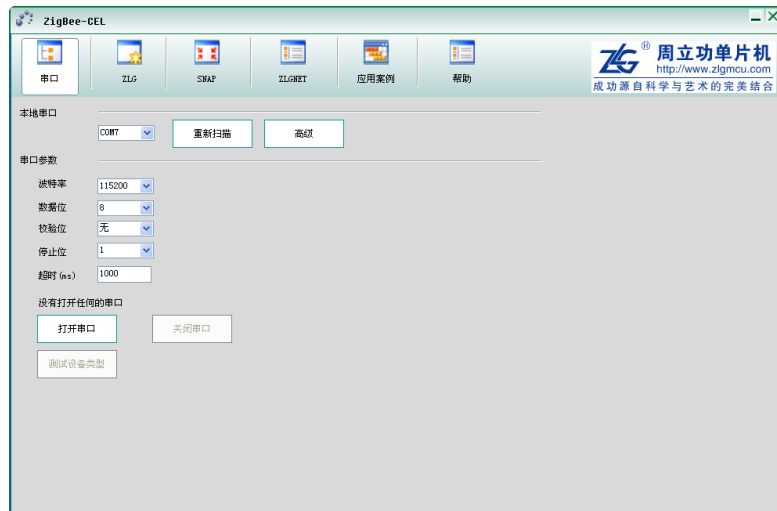 ZigBee-CEL
串口 ZLG SNAP ZLGNET 应用案例 帮助
ZLG® 周立功单片机
http://www.zlgmcu.com
成功源自科学与艺术的完美结合
本地串口
COM7 重新扫描 高级
串口参数
波特率 115200
数据位 8
校验位 无
停止位 1
超时(ms) 1000
没有打开任何的串口
打开串口 关闭串口
测试设备类型